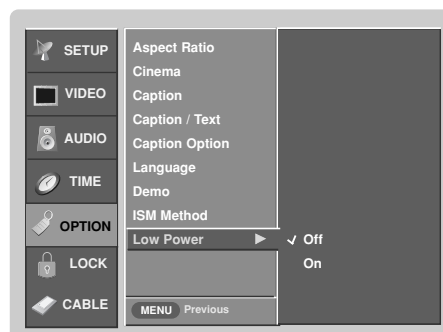 SETUP
VIDEO
AUDIO
TIME
OPTION
LOCK
CABLE
Aspect Ratio
Cinema
Caption
Caption / Text
Caption Option
Language
Demo
ISM Method
Low Power
MENU Previous
Off
On